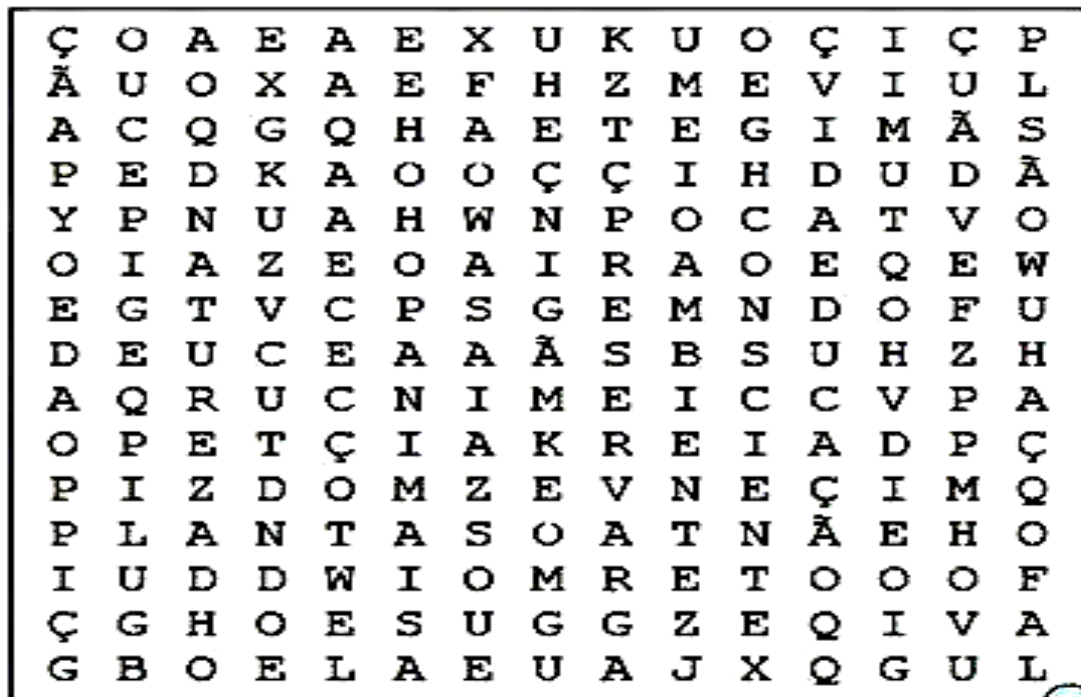 Ç O A E A E X U K U O Ç I Ç P
Ã U O X A E F H Z M E V I U L
A C Q G Q H A E T E G I M Ã S
P E D K A O O Ç Ç I H D U D Ã
Y P N U A H W N P O C A T V O
O I A Z E O A I R A O E Q E W
E G T V C P S G E M N D O F U
D E U C E A A Ã S B S U H Z H
A Q R U C N I M E I C C V P A
O P E T Ç I A K R E I A D P Ç
P I Z D O M Z E V N E Ç I M Q
P L A N T A S O A T N Ã E H O
I U D D W I O M R E T O O O F
Ç G H O E S U G G Z E Q I V A
G B O E L A E U A J X Q G U L